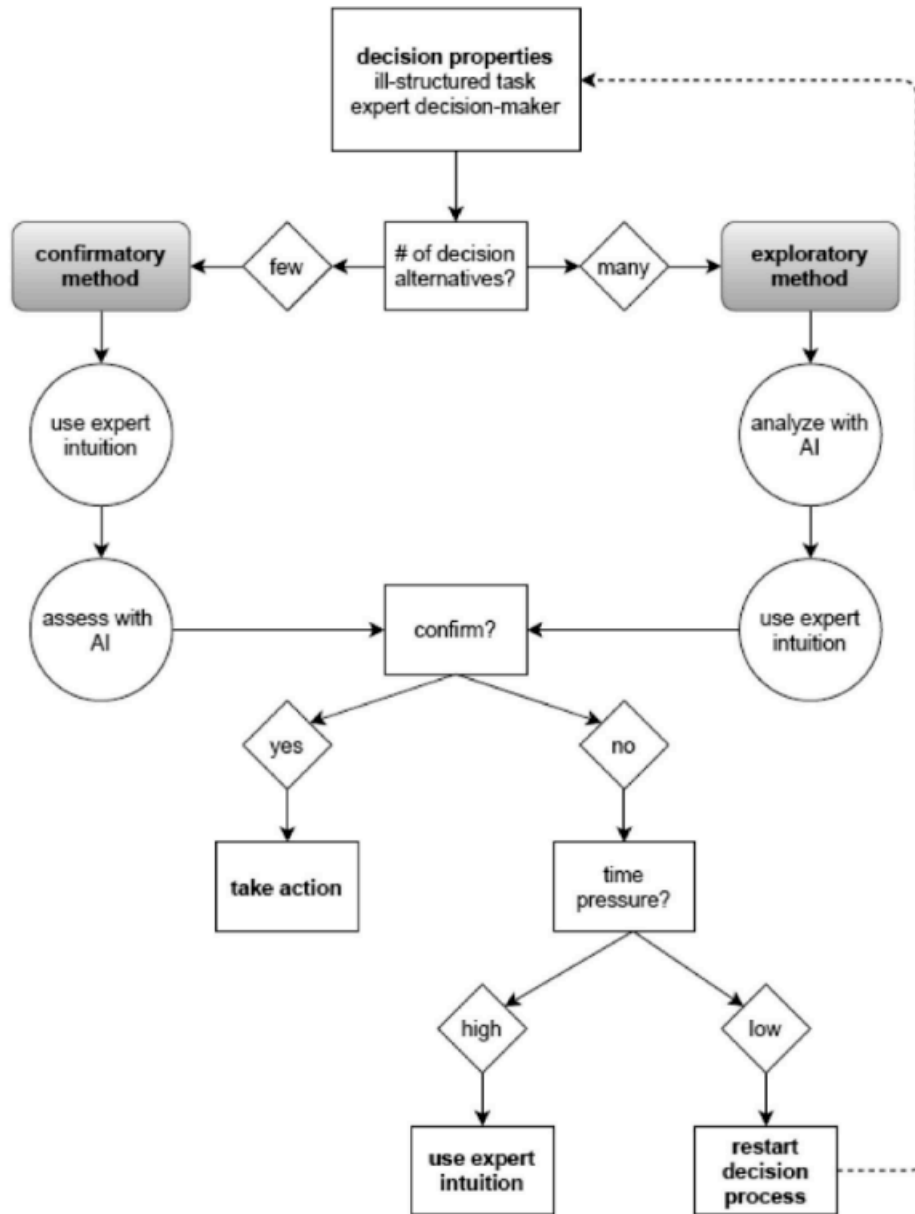 decision properties
ill-structured task
expert decision-maker
confirmatory
method
few
# of decision
alternatives?
many
exploratory
method
use expert
intuition
analyze with
AI
assess with
AI
confirm?
use expert
intuition
yes
no
take action
time
pressure?
high
low
use expert
intuition
restart
decision
process